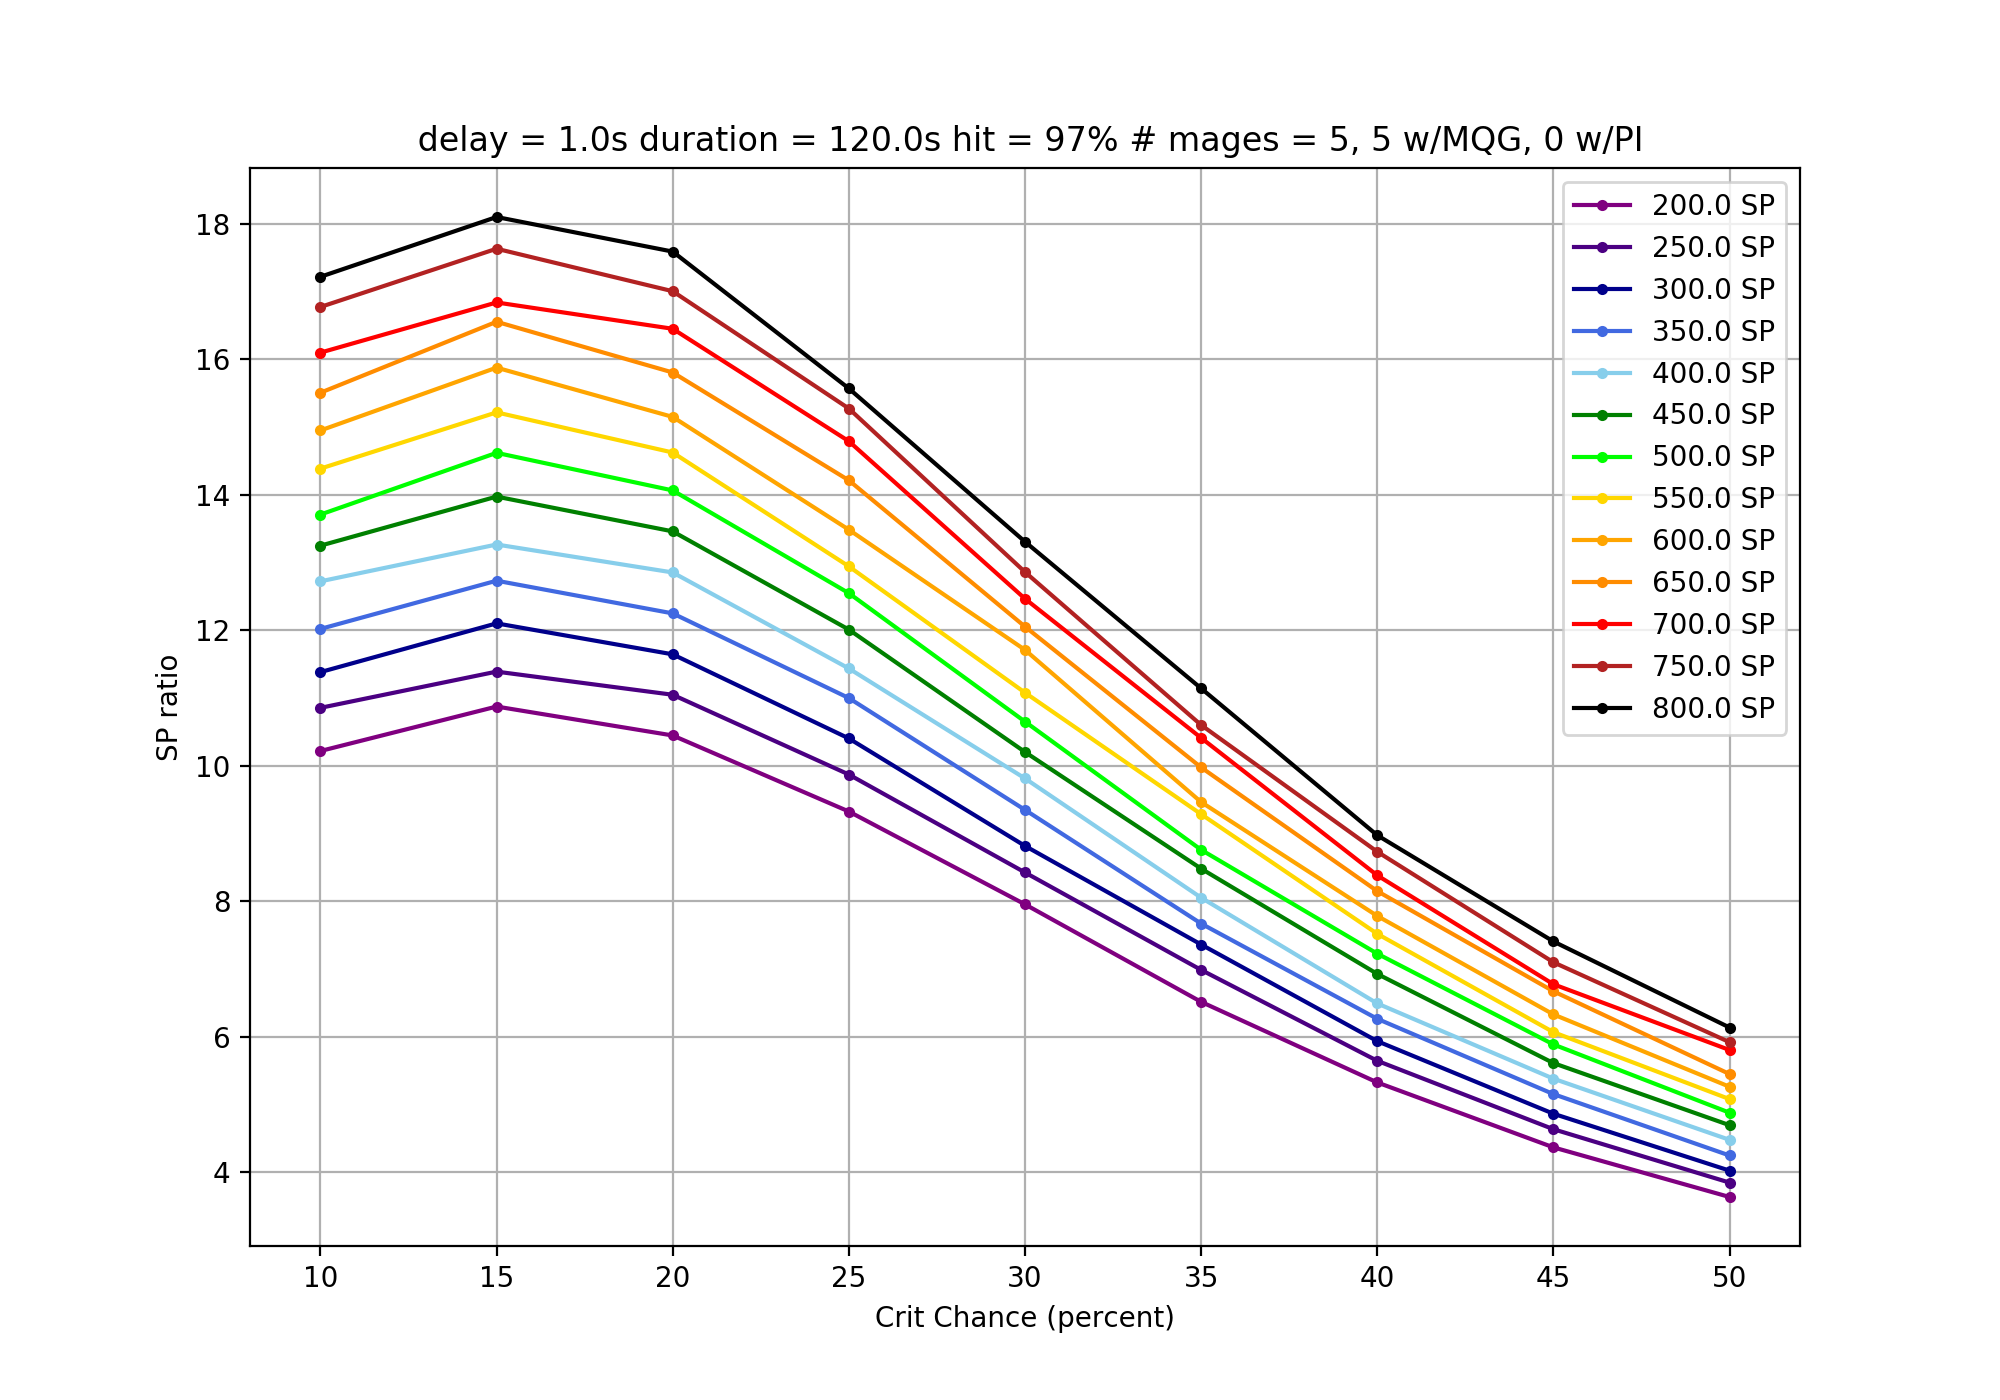 delay = 1.0s duration = 120.0s hit = 97% # mages = 5, 5 w/MQG, 0 w/PI
18
16
14
12
10
8
6
4
SP ratio
200.0 SP
250.0 SP
300.0 SP
350.0 SP
400.0 SP
450.0 SP
500.0 SP
550.0 SP
600.0 SP
650.0 SP
700.0 SP
750.0 SP
800.0 SP
10 15 20 25 30 35 40 45 50
Crit Chance (percent)